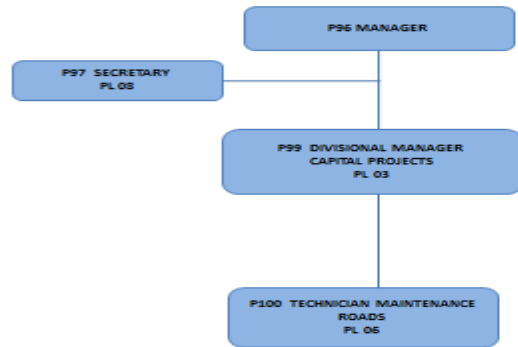 P96 MANAGER
P97 SECRETARY
PL 08
P99 DIVISIONAL MANAGER
CAPITAL PROJECTS
PL 03
P100 TECHNICIAN MAINTENANCE
ROADS
PL 06